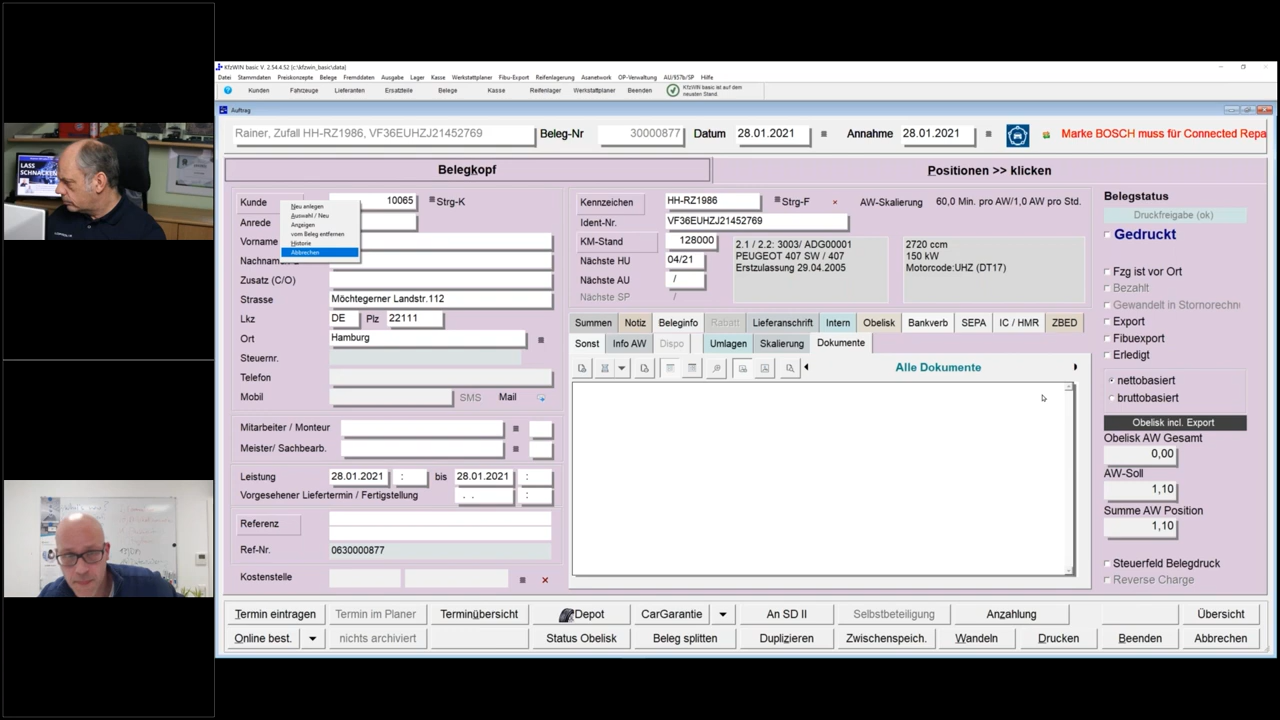 LASS
SCHNACKEN
KfzWIN basic V. 2.54.4.52 (c:\kfzwin_basic\data)
Datei Stammdaten Preiskonzepte Belege Fremddaten Ausgabe Lager Kasse Werkstattplaner Fibu-Export Reifenlagerung Asanetwork OP-Verwaltung AU/§57b/SP Hilfe
Kunden Fahrzeuge Lieferanten Ersatzteile Termine Belege Kasse Reifenlager Werkstattplaner Beenden KfzWIN basic ist auf dem
neuesten Stand.
Auftrag
Rainer, Zufall HH-RZ1986, VF36EUHZJ21452769 Beleg-Nr 30000877 Datum 28.01.2021 Annahme 28.01.2021 Marke BOSCH muss für Connected Repa
Belegkopf Positionen >> klicken
Kunde 10065 Strg-K
Neu anlegen
Auswahl / Neu
Anzeigen
vom Beleg entfernen
Historie
Abbrechen
Anrede
Vorname
Zusatz (C/O)
Strasse Möchtegerner Landstr.112
Lkz DE Plz 22111
Ort Hamburg
Steuernr.
Telefon
Mobil SMS Mail
Mitarbeiter / Monteur
Meister/ Sachbearb.
Leistung 28.01.2021 : bis 28.01.2021 :
Vorgesehener Liefertermin / Fertigstellung . . :
Referenz
Ref-Nr. 0630000877
Kostenstelle
Kennzeichen HH-RZ1986 Strg-F x AW-Skalierung 60,0 Min. pro AW/1,0 AW pro Std.
Ident-Nr. VF36EUHZJ21452769
KM-Stand 128000
Nächste HU 04/21
Nächste AU /
Nächste SP /
2.1 / 2.2: 3003/ ADG00001
PEUGEOT 407 SW / 407
Erstzulassung 29.04.2005
2720 ccm
150 kW
Motorcode:UHZ (DT17)
Summen Notiz Beleginfo Rabatt Lieferanschrift Intern Obelisk Bankverb SEPA IC / HMR ZBED
Sonst Info AW Dispo Umlagen Skalierung Dokumente
Alle Dokumente
Belegstatus
Druckfreigabe (ok)
Gedruckt
Fzg ist vor Ort
Bezahlt
Gewandelt in Stornorechnu
Export
Fibuexport
Erledigt
nettobasiert
bruttobasiert
Obelisk incl. Export
Obelisk AW Gesamt
0,00
AW-Soll
1,10
Summe AW Position
1,10
Steuerfeld Belegdruck
Reverse Charge
Termin eintragen Termin im Planer Terminübersicht Depot CarGarantie An SD II Selbstbeteiligung Anzahlung Übersicht
Online best. nichts archiviert Status Obelisk Beleg splitten Duplizieren Zwischenspeich. Wandeln Drucken Beenden Abbrechen